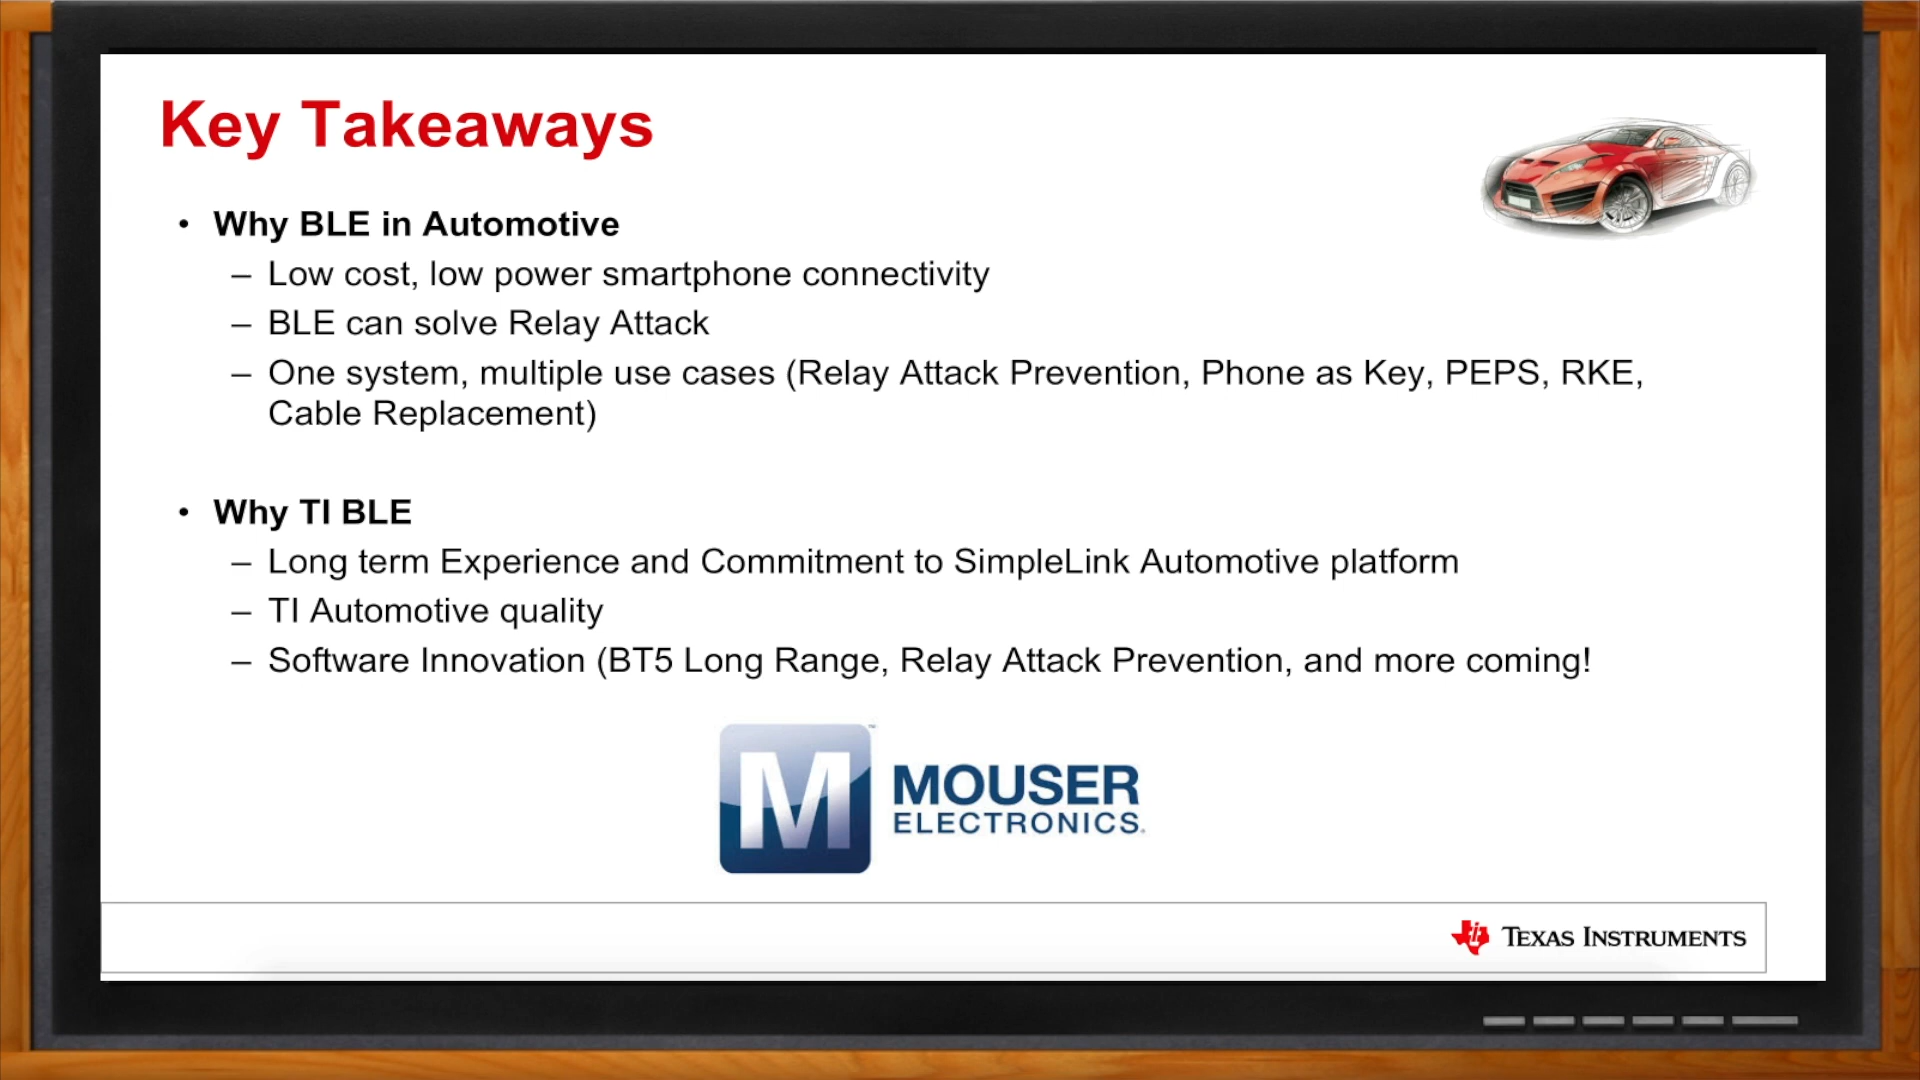 Key Takeaways
• Why BLE in Automotive
– Low cost, low power smartphone connectivity
– BLE can solve Relay Attack
– One system, multiple use cases (Relay Attack Prevention, Phone as Key, PEPS, RKE,
Cable Replacement)
• Why TI BLE
– Long term Experience and Commitment to SimpleLink Automotive platform
– TI Automotive quality
– Software Innovation (BT5 Long Range, Relay Attack Prevention, and more coming!
M ™
MOUSER
ELECTRONICS
TEXAS INSTRUMENTS